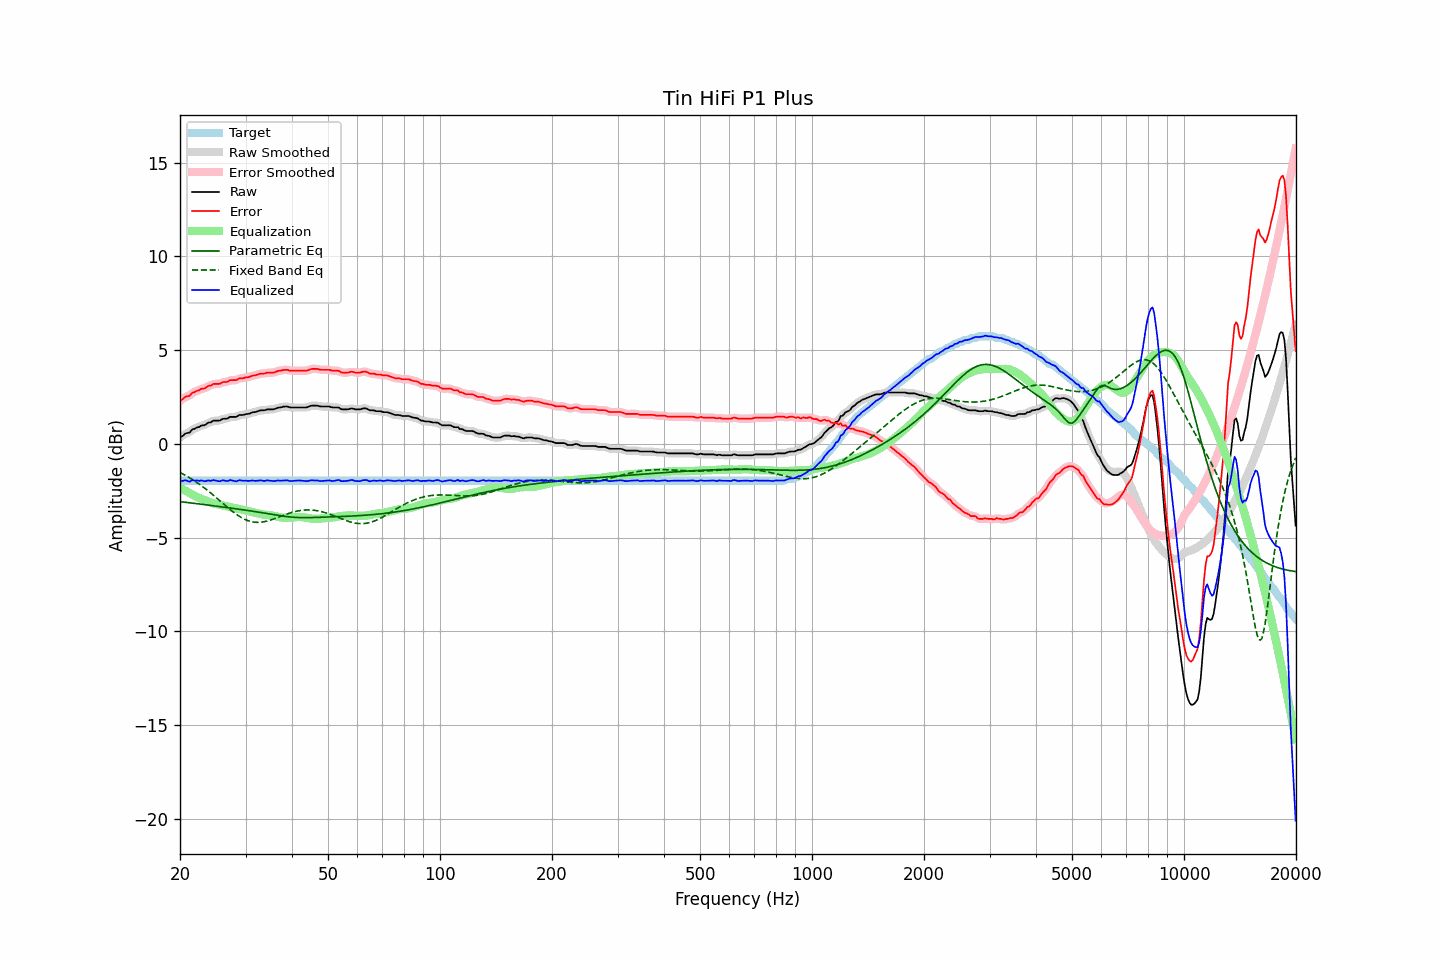 Tin HiFi P1 Plus
Target
Raw Smoothed
Error Smoothed
Raw
Error
Equalization
Parametric Eq
Fixed Band Eq
Equalized
15
10
5
0
−5
−10
−15
−20
Amplitude (dBr)
20 50 100 200 500 1000 2000 5000 10000 20000
Frequency (Hz)